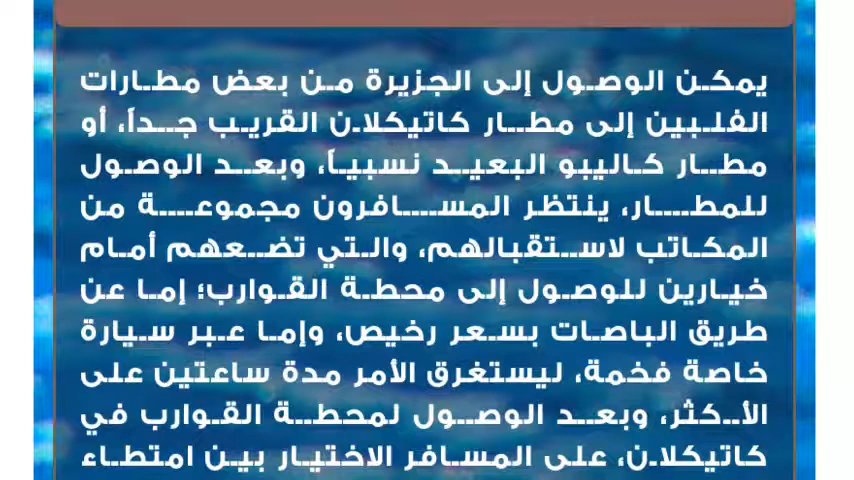 يمكن الوصول إلى الجزيرة من بعض مطارات
الفلبين إلى مطار كاتيكلان القريب جداً، أو
مطار كاليبو البعيد نسبياً، وبعد الوصول
للمطار، ينتظر المسافرون مجموعة من
المكاتب لاستقبالهم، والتي تضعهم أمام
خيارين للوصول إلى محطة القوارب؛ إما عن
طريق الباصات بسعر رخيص، وإما عبر سيارة
خاصة فخمة، ليستغرق الأمر مدة ساعتين على
الأكثر، وبعد الوصول لمحطة القوارب في
كاتيكلان، على المسافر الاختيار بين امتطاء